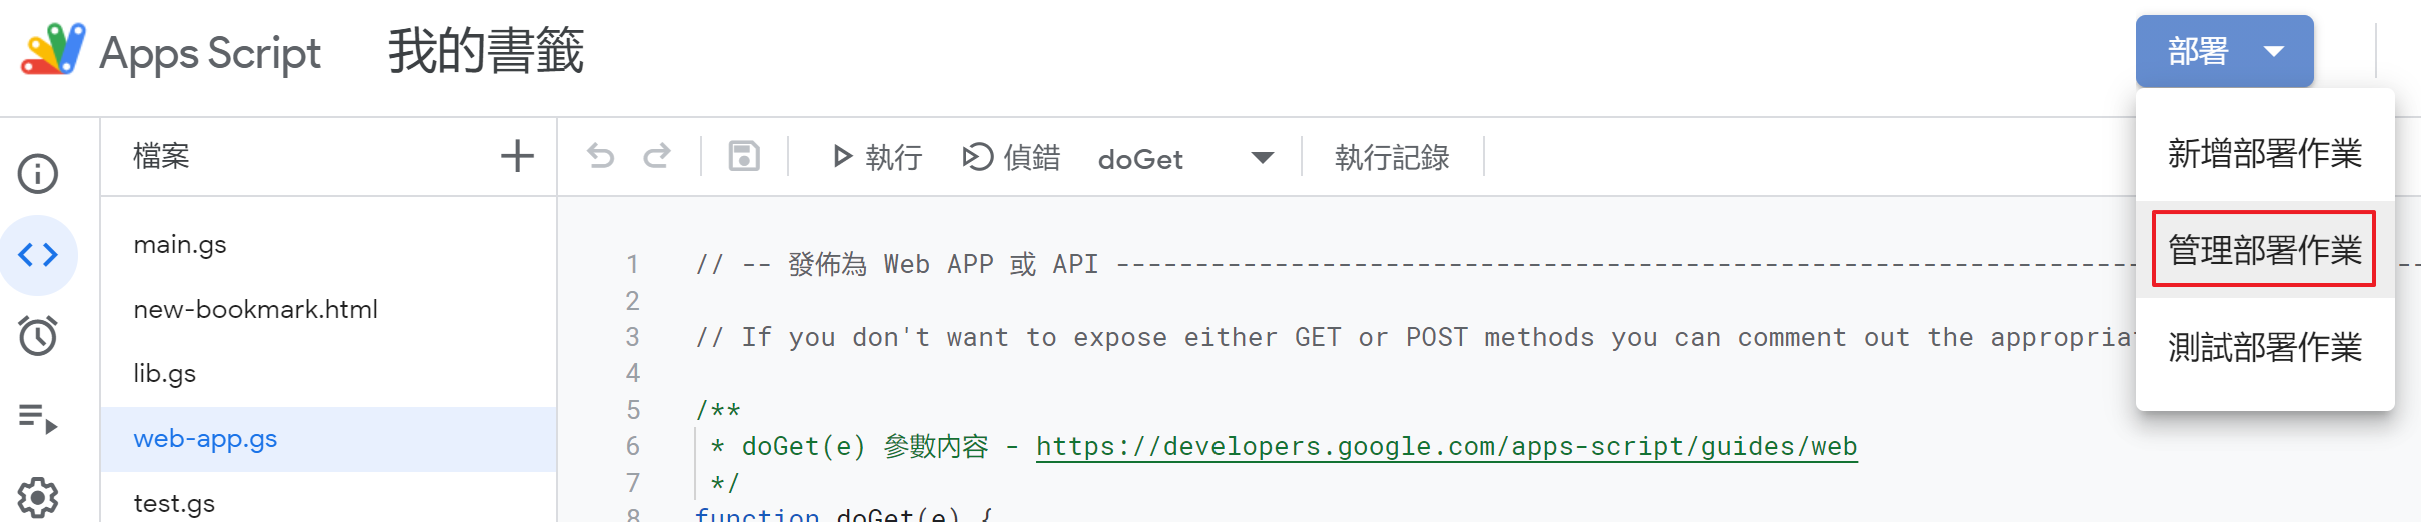 Apps Script 我的書籤 部署
檔案
main.gs
new-bookmark.html
lib.gs
web-app.gs
test.gs
執行 偵錯 doGet 執行記錄
1 // -- 發佈為 Web APP 或 API --------------------------------------------------------------------
2
3 // If you don't want to expose either GET or POST methods you can comment out the appropria
4
5 /**
6 * doGet(e) 參數內容 - https://developers.google.com/apps-script/guides/web
7 */
8 function doGet(e) {
新增部署作業
管理部署作業
測試部署作業